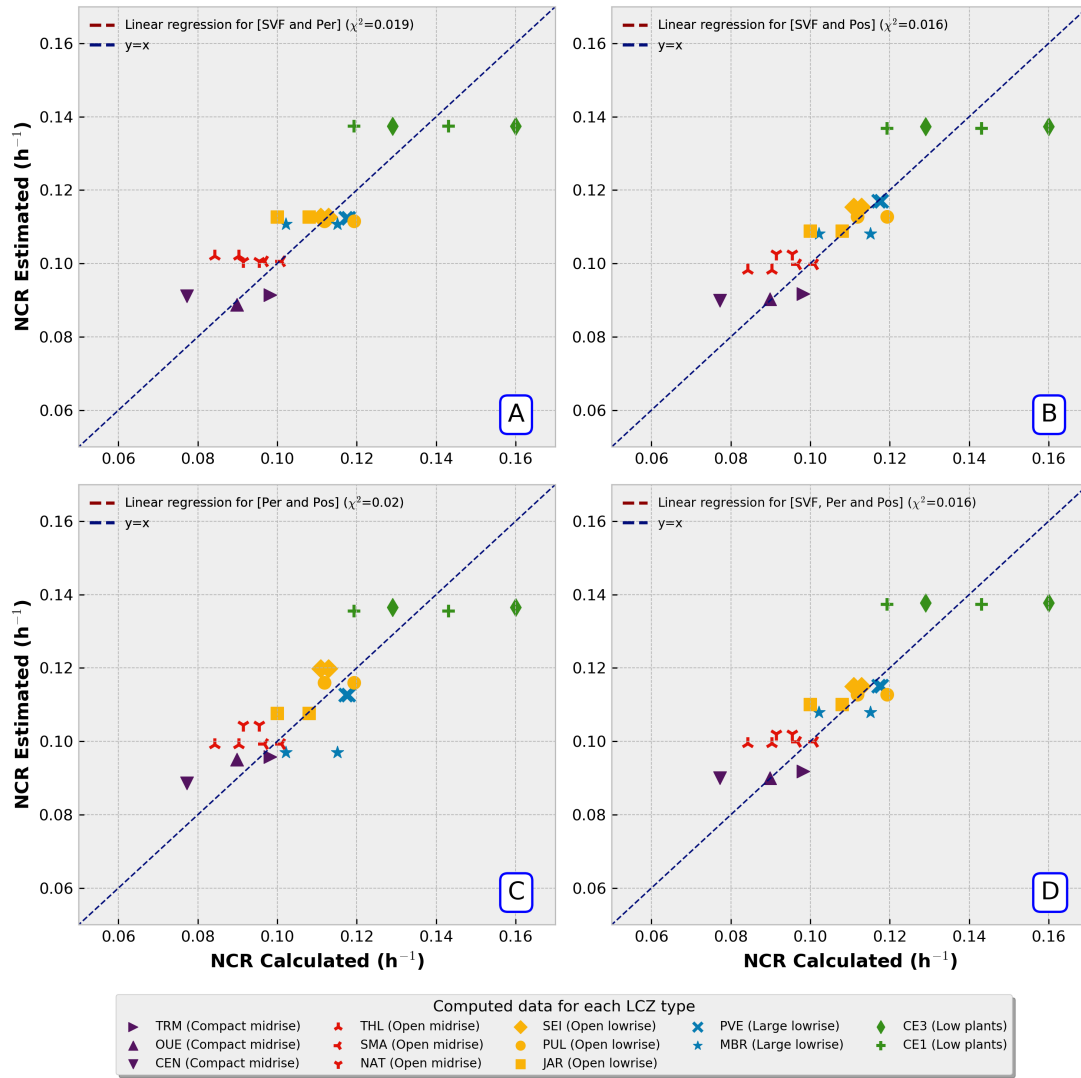 Linear regression for [SVF and Per] (χ²=0.019)
y=x
0.16
0.14
0.12
0.10
0.08
0.06
NCR Estimated (h⁻¹)
A
0.06 0.08 0.10 0.12 0.14 0.16
Linear regression for [SVF and Pos] (χ²=0.016)
y=x
0.16
0.14
0.12
0.10
0.08
0.06
B
0.06 0.08 0.10 0.12 0.14 0.16
Linear regression for [Per and Pos] (χ²=0.02)
y=x
0.16
0.14
0.12
0.10
0.08
0.06
NCR Estimated (h⁻¹)
C
0.06 0.08 0.10 0.12 0.14 0.16
NCR Calculated (h⁻¹)
Linear regression for [SVF, Per and Pos] (χ²=0.016)
y=x
0.16
0.14
0.12
0.10
0.08
0.06
D
0.06 0.08 0.10 0.12 0.14 0.16
NCR Calculated (h⁻¹)
Computed data for each LCZ type
TRM (Compact midrise) THL (Open midrise) SEI (Open lowrise) PVE (Large lowrise) CE3 (Low plants)
OUE (Compact midrise) SMA (Open midrise) PUL (Open lowrise) MBR (Large lowrise) CE1 (Low plants)
CEN (Compact midrise) NAT (Open midrise) JAR (Open lowrise)